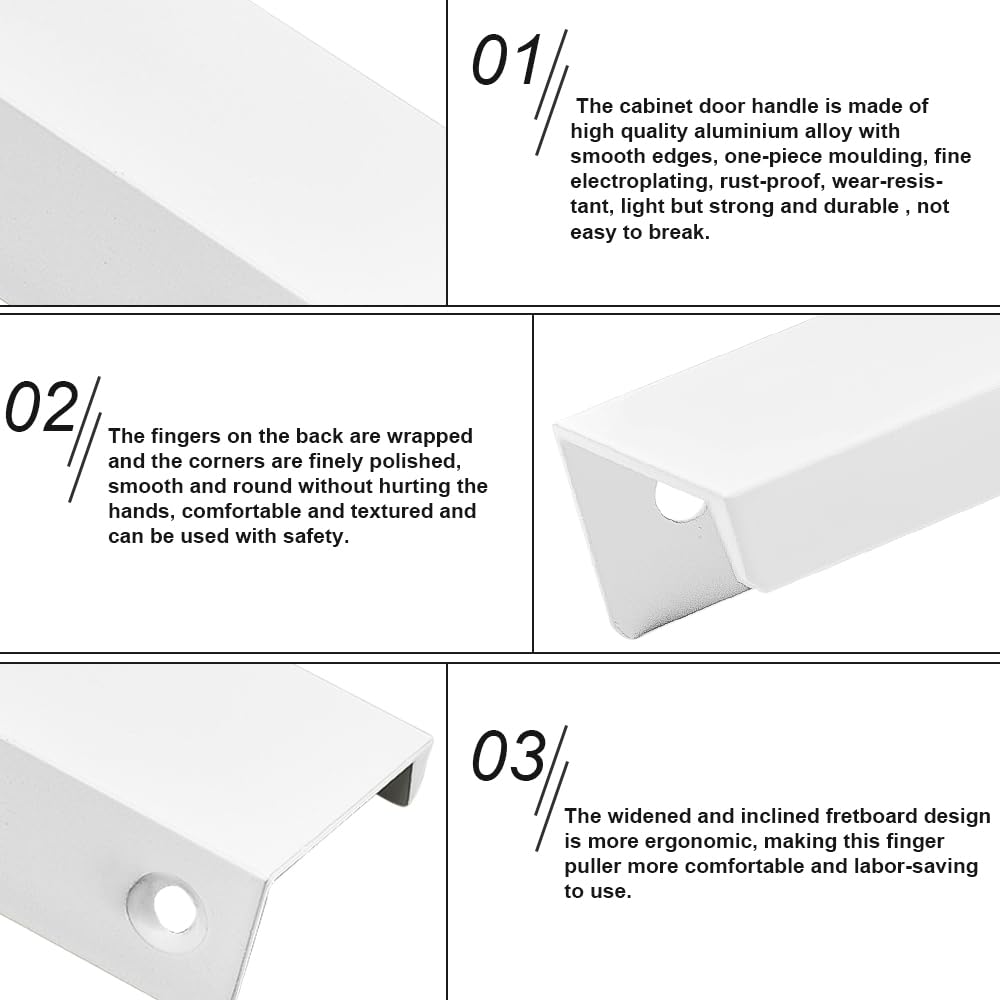 01
The cabinet door handle is made of
high quality aluminium alloy with
smooth edges, one-piece moulding, fine
electroplating, rust-proof, wear-resis-
tant, light but strong and durable , not
easy to break.
02
The fingers on the back are wrapped
and the corners are finely polished,
smooth and round without hurting the
hands, comfortable and textured and
can be used with safety.
03
The widened and inclined fretboard design
is more ergonomic, making this finger
puller more comfortable and labor-saving
to use.